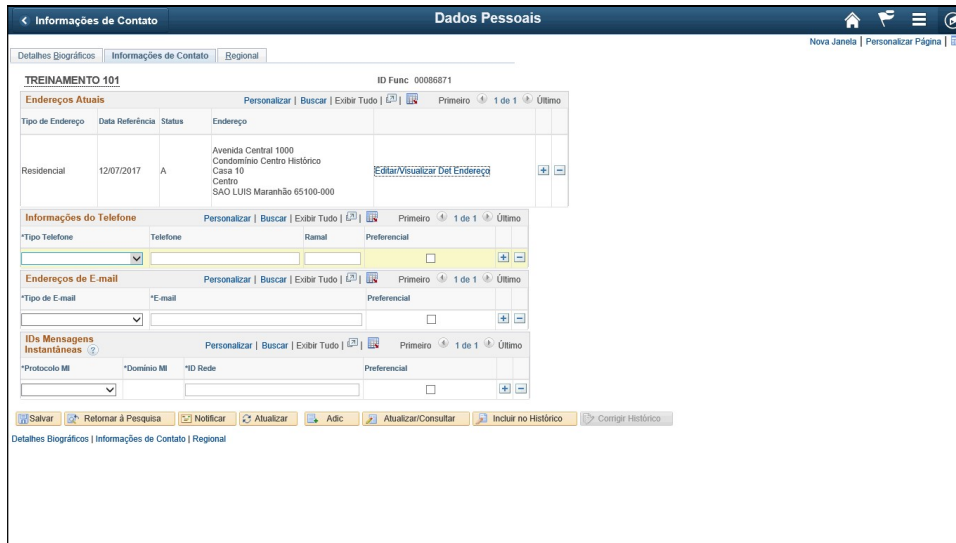 Informações de Contato
Dados Pessoais
Nova Janela | Personalizar Página |
Detalhes Biográficos
Informações de Contato
Regional
TREINAMENTO 101
ID Func 00086871
Endereços Atuais
Personalizar | Buscar | Exibir Tudo |
Primeiro 1 de 1 Último
Tipo de Endereço Data Referência Status Endereço
Residencial 12/07/2017 A
Avenida Central 1000
Condomínio Centro Històrico
Casa 10
Centro
SAO LUIS Maranhão 65100-000
Editar/Visualizar Det Endereço
Informações do Telefone
Personalizar | Buscar | Exibir Tudo |
Primeiro 1 de 1 Último
*Tipo Telefone Telefone Ramal Preferencial
Endereços de E-mail
Personalizar | Buscar | Exibir Tudo |
Primeiro 1 de 1 Último
*Tipo de E-mail *E-mail Preferencial
IDs Mensagens
Instantâneas
Personalizar | Buscar | Exibir Tudo |
Primeiro 1 de 1 Último
*Protocolo MI *Domínio MI *ID Rede Preferencial
Salvar Retornar à Pesquisa Notificar Atualizar Adic Atualizar/Consultar Incluir no Histórico Corrigir Histórico
Detalhes Biográficos | Informações de Contato | Regional